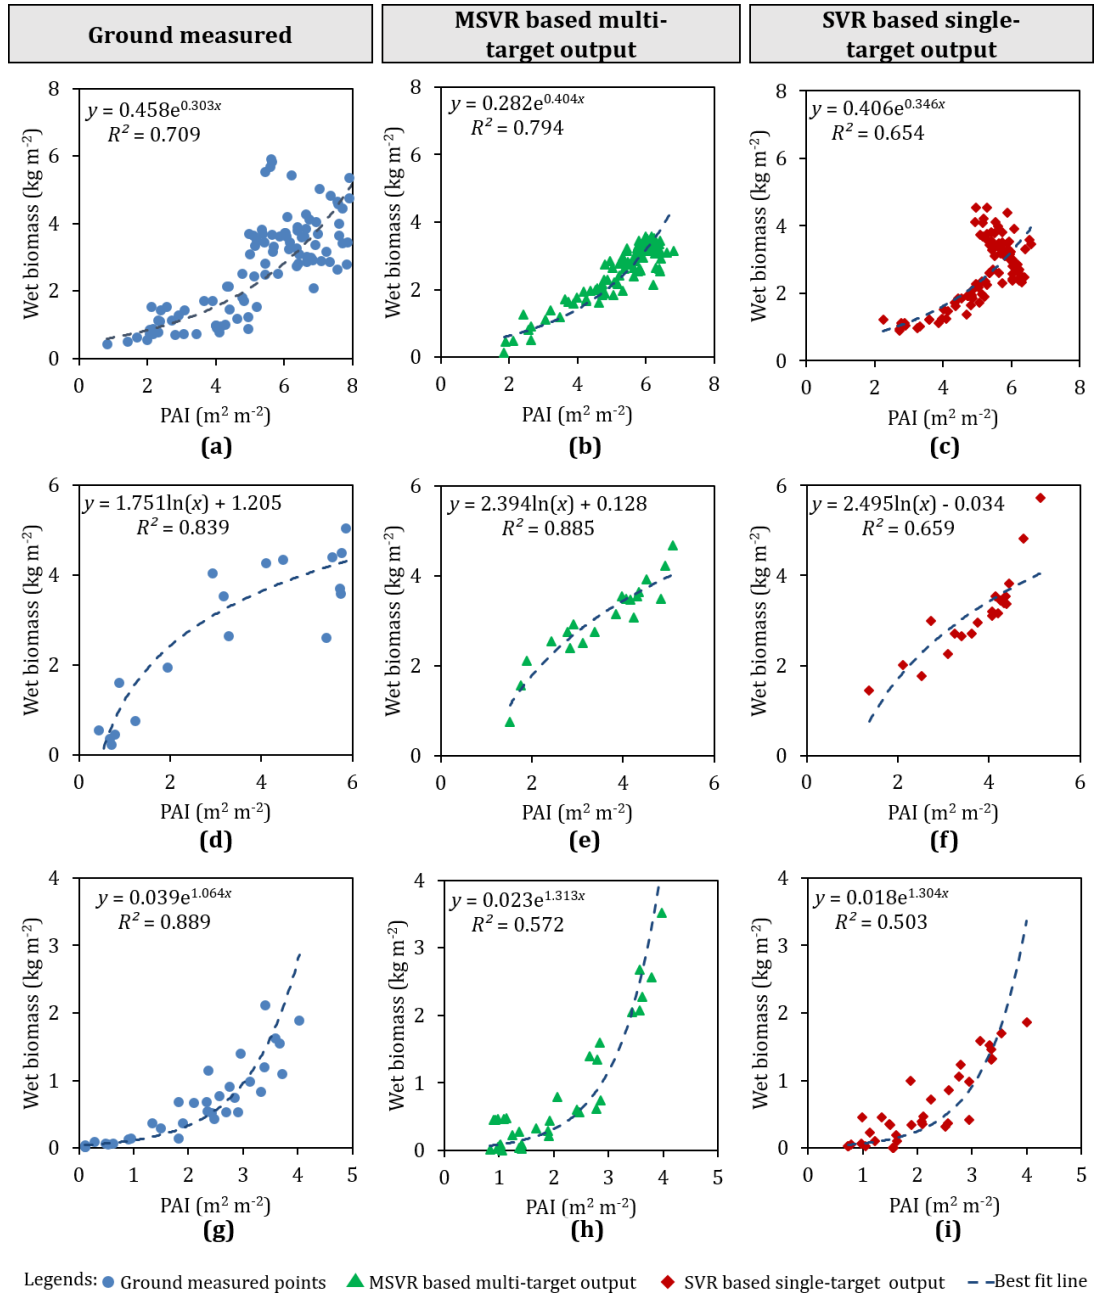 Ground measured
MSVR based multi-
target output
SVR based single-
target output
y = 0.458e^0.303x
R² = 0.709
8
6
4
2
0
Wet biomass (kg m⁻²)
0 2 4 6 8
PAI (m² m⁻²)
(a)
y = 0.282e^0.404x
R² = 0.794
8
6
4
2
0
Wet biomass (kg m⁻²)
0 2 4 6 8
PAI (m² m⁻²)
(b)
y = 0.406e^0.346x
R² = 0.654
8
6
4
2
0
Wet biomass (kg m⁻²)
0 2 4 6 8
PAI (m² m⁻²)
(c)
y = 1.751ln(x) + 1.205
R² = 0.839
6
4
2
0
Wet biomass (kg m⁻²)
0 2 4 6
PAI (m² m⁻²)
(d)
y = 2.394ln(x) + 0.128
R² = 0.885
6
4
2
0
Wet biomass (kg m⁻²)
0 2 4 6
PAI (m² m⁻²)
(e)
y = 2.495ln(x) - 0.034
R² = 0.659
6
4
2
0
Wet biomass (kg m⁻²)
0 2 4 6
PAI (m² m⁻²)
(f)
y = 0.039e^1.064x
R² = 0.889
4
3
2
1
0
Wet biomass (kg m⁻²)
0 1 2 3 4 5
PAI (m² m⁻²)
(g)
y = 0.023e^1.313x
R² = 0.572
4
3
2
1
0
Wet biomass (kg m⁻²)
0 1 2 3 4 5
PAI (m² m⁻²)
(h)
y = 0.018e^1.304x
R² = 0.503
4
3
2
1
0
Wet biomass (kg m⁻²)
0 1 2 3 4 5
PAI (m² m⁻²)
(i)
Legends: Ground measured points MSVR based multi-target output SVR based single-target output Best fit line